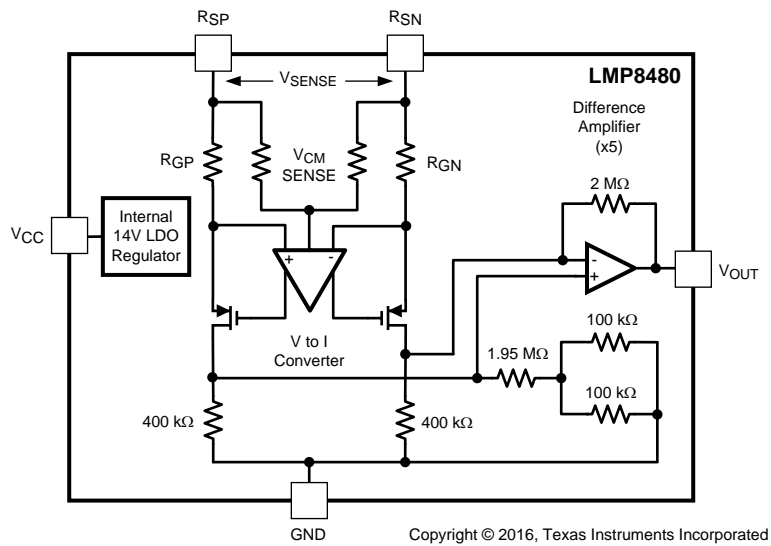 RSP
RSN
LMP8480
VSENSE
Difference
Amplifier
(x5)
RGP
VCM
SENSE
RGN
2 MΩ
VCC
Internal
14V LDO
Regulator
+
-
-
+
VOUT
V to I
Converter
100 kΩ
1.95 MΩ
100 kΩ
400 kΩ
400 kΩ
GND
Copyright © 2016, Texas Instruments Incorporated